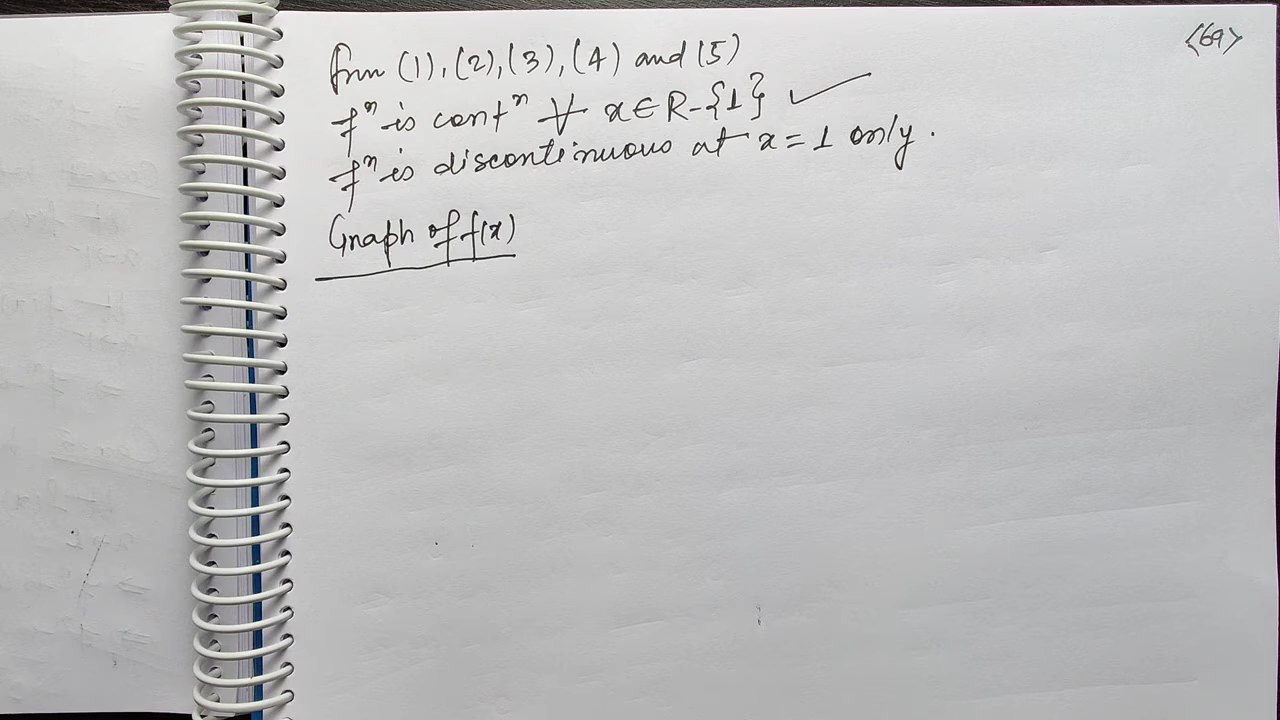 <69>
from (1), (2), (3), (4) and (5)
fⁿ is contⁿ ∀ x ∈ R-{1} ✓
fⁿ is discontinuous at x = 1 only.
Graph of f(x)